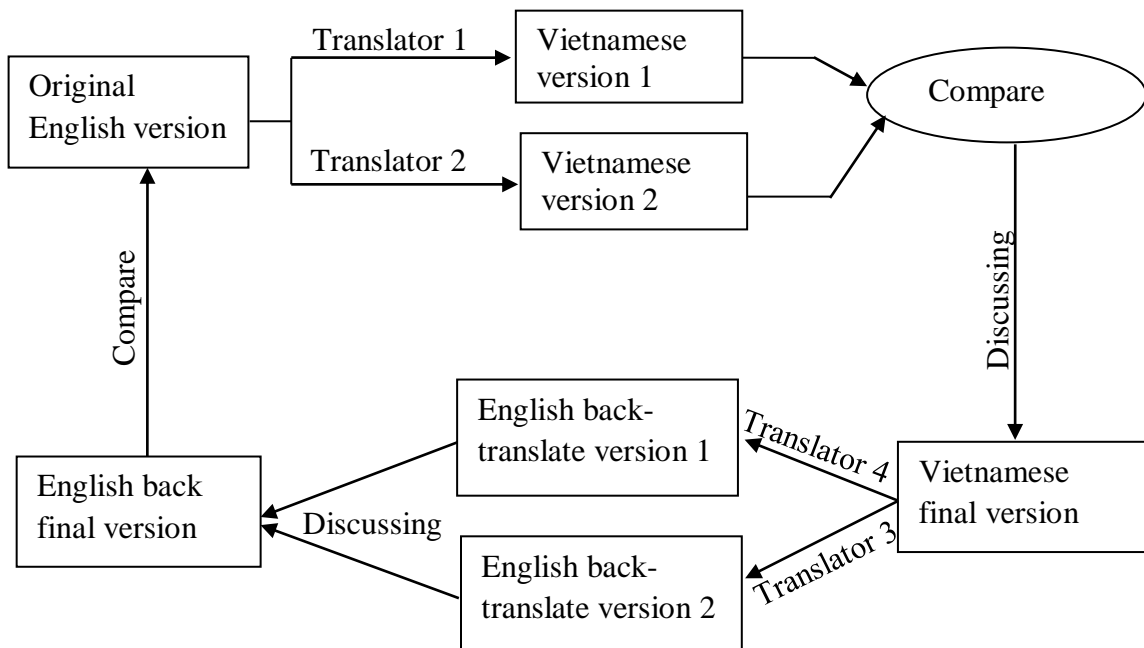 Translator 1
Vietnamese
version 1
Original
English version
Compare
Translator 2
Vietnamese
version 2
Discussing
Compare
English back-
translate version 1
Translator 4
Vietnamese
final version
English back
final version
Discussing
Translator 3
English back-
translate version 2